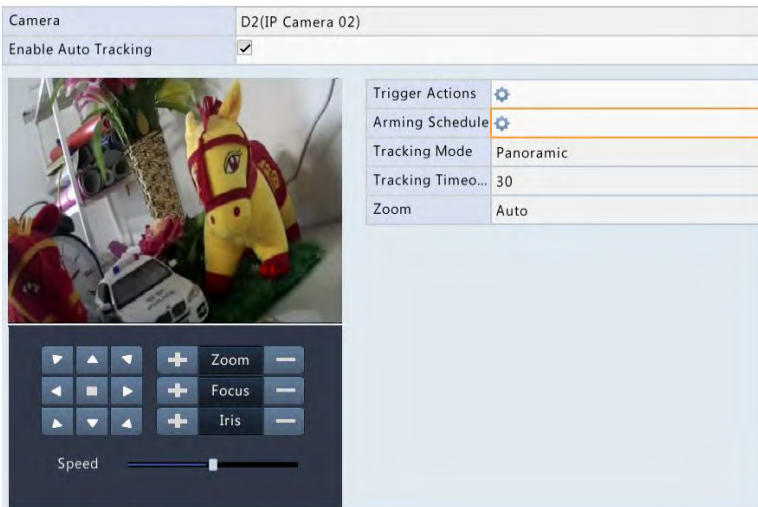 Camera D2(IP Camera 02)
Enable Auto Tracking
Trigger Actions
Arming Schedule
Tracking Mode Panoramic
Tracking Timeo... 30
Zoom Auto
Zoom
Focus
Iris
Speed